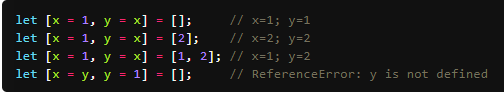 let [x = 1, y = x] = [];     // x=1; y=1
let [x = 1, y = x] = [2];    // x=2; y=2
let [x = 1, y = x] = [1, 2]; // x=1; y=2
let [x = y, y = 1] = [];     // ReferenceError: y is not defined